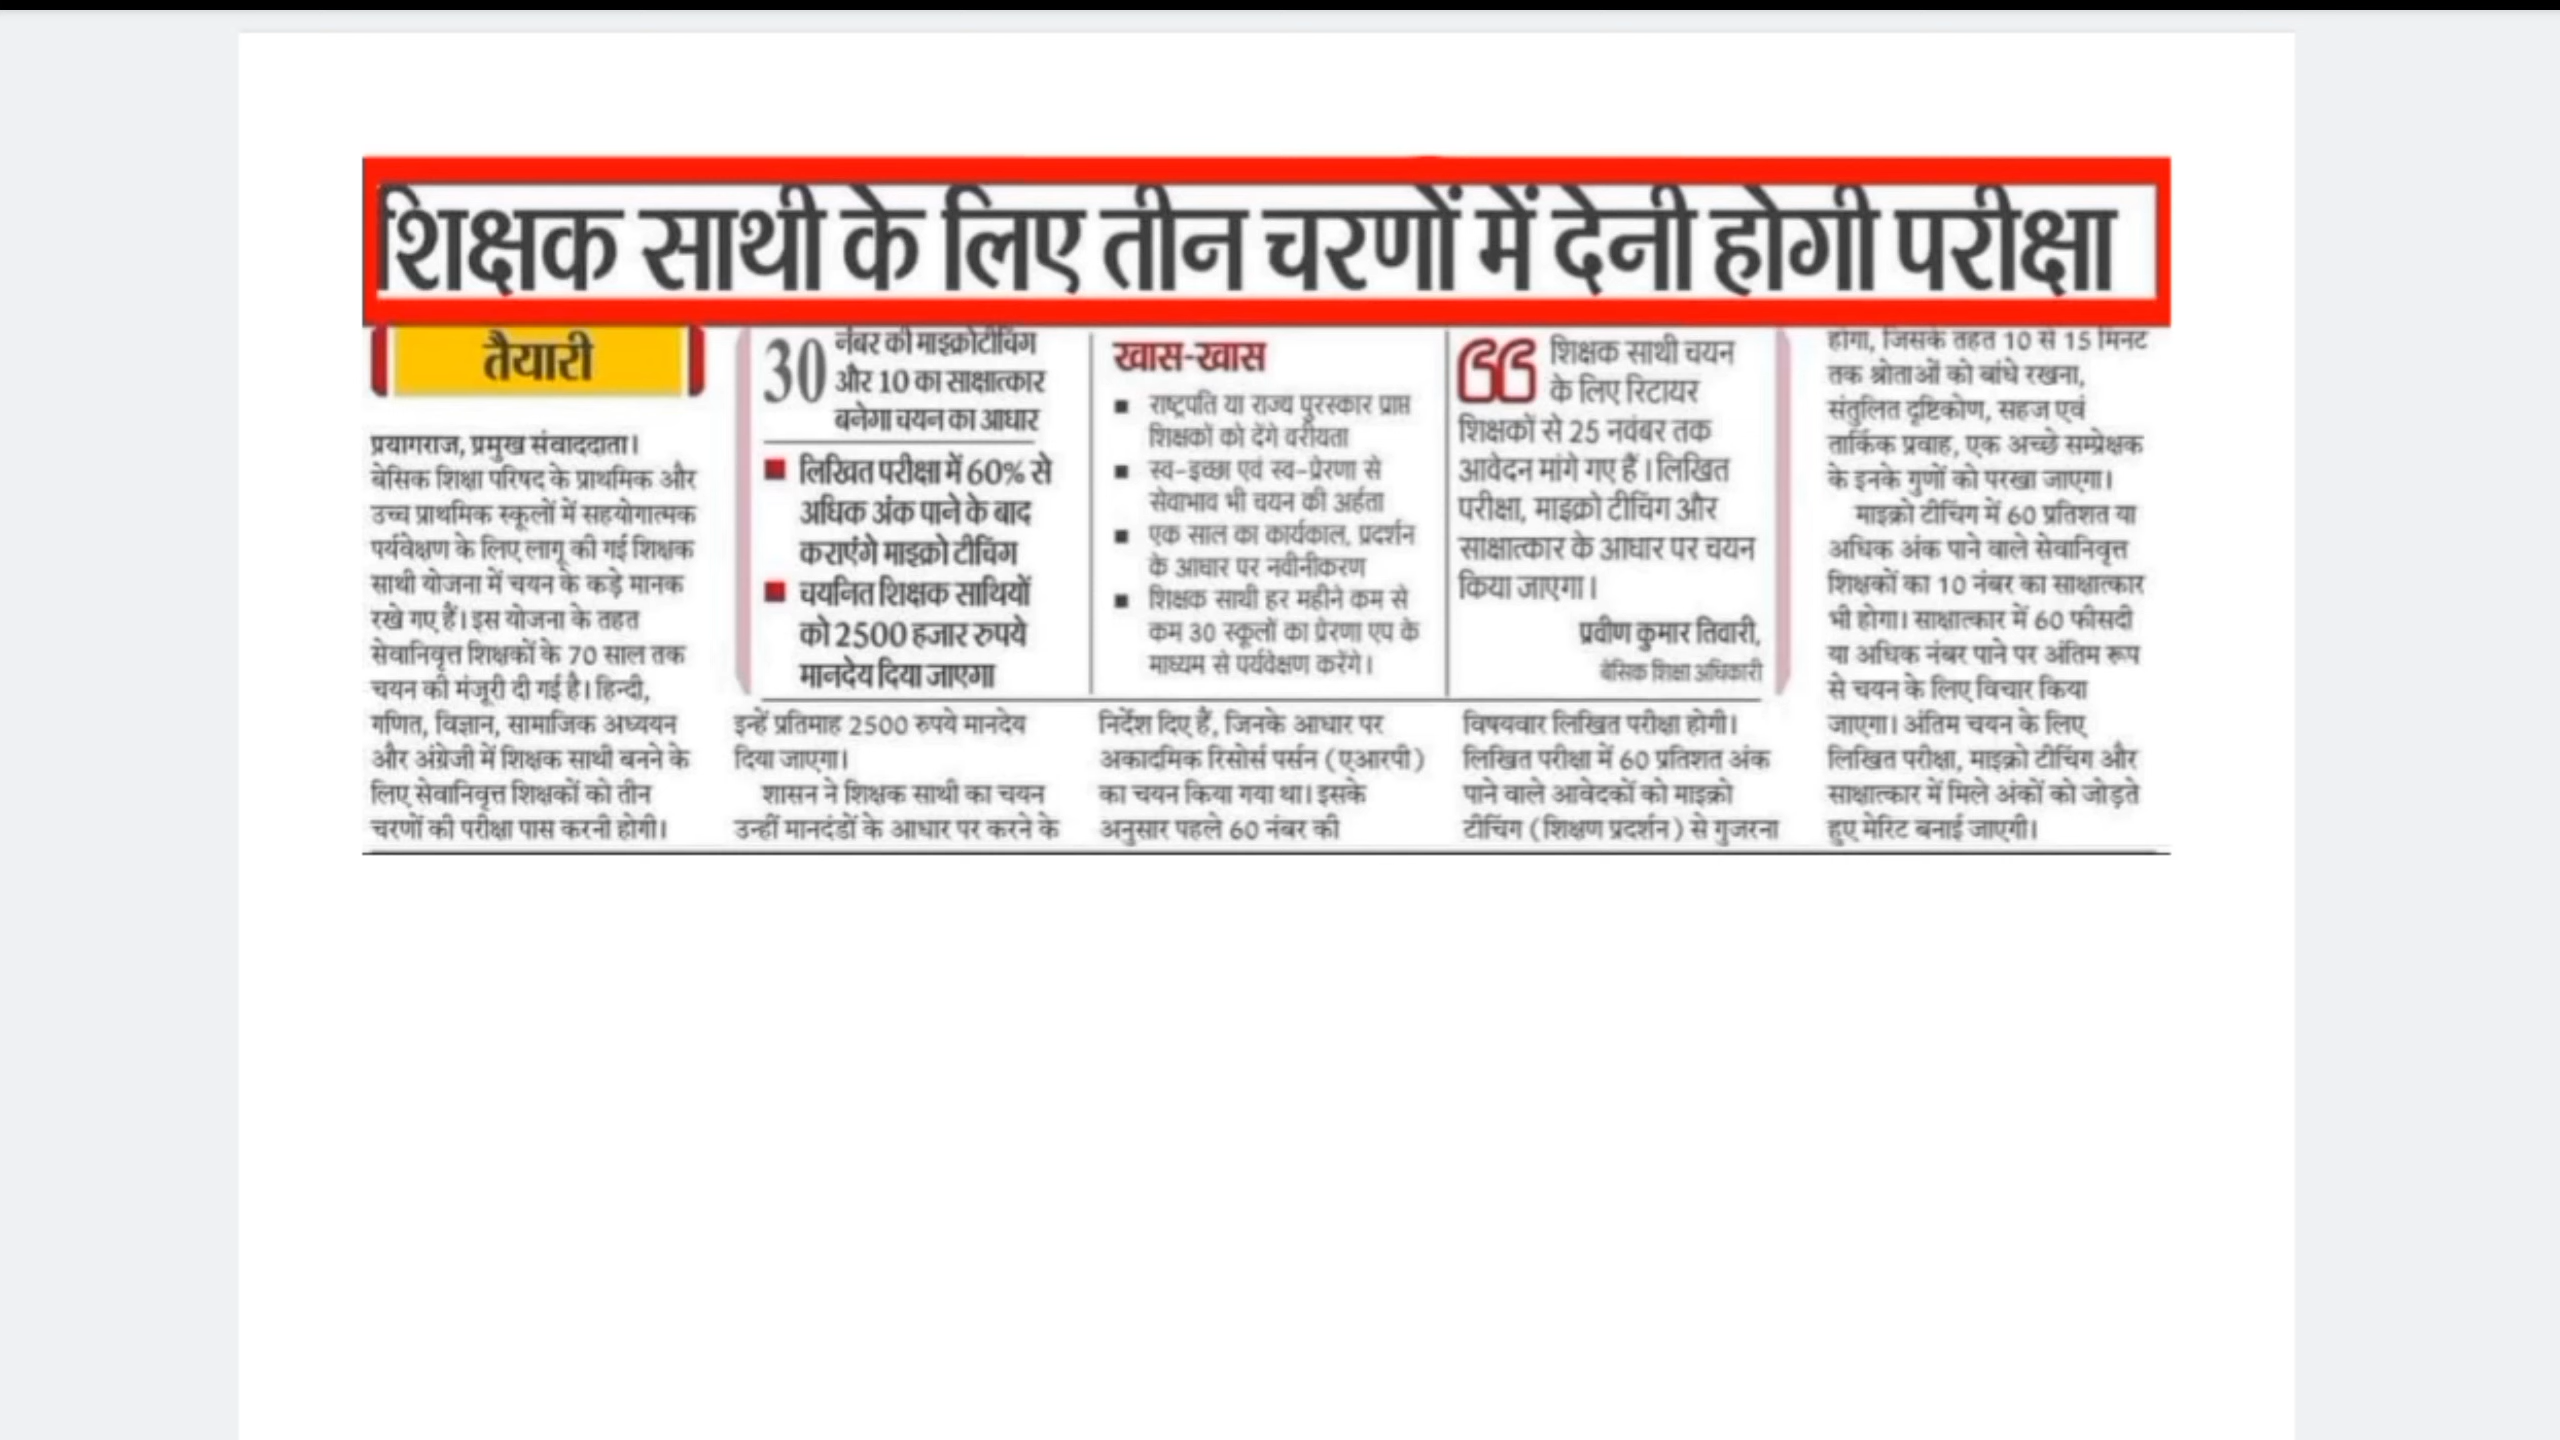 शिक्षक साथी के लिए तीन चरणों में देनी होगी परीक्षा
तैयारी
प्रयागराज, प्रमुख संवाददाता।
बेसिक शिक्षा परिषद के प्राथमिक और
उच्च प्राथमिक स्कूलों में सहयोगात्मक
पर्यवेक्षण के लिए लागू की गई शिक्षक
साथी योजना में चयन के कड़े मानक
रखे गए हैं। इस योजना के तहत
सेवानिवृत्त शिक्षकों के 70 साल तक
चयन की मंजूरी दी गई है। हिन्दी,
गणित, विज्ञान, सामाजिक अध्ययन
और अंग्रेजी में शिक्षक साथी बनने के
लिए सेवानिवृत्त शिक्षकों को तीन
चरणों की परीक्षा पास करनी होगी।
30 नंबर की माइक्रोटीचिंग
और 10 का साक्षात्कार
बनेगा चयन का आधार
■ लिखित परीक्षा में 60% से
अधिक अंक पाने के बाद
कराएंगे माइक्रो टीचिंग
■ चयनित शिक्षक साथियों
को 2500 हजार रुपये
मानदेय दिया जाएगा
खास-खास
■ राष्ट्रपति या राज्य पुरस्कार प्राप्त
शिक्षकों को देंगे वरीयता
■ स्व-इच्छा एवं स्व-प्रेरणा से
सेवाभाव भी चयन की अर्हता
■ एक साल का कार्यकाल, प्रदर्शन
के आधार पर नवीनीकरण
■ शिक्षक साथी हर महीने कम से
कम 30 स्कूलों का प्रेरणा एप के
माध्यम से पर्यवेक्षण करेंगे।
शिक्षक साथी चयन
के लिए रिटायर
शिक्षकों से 25 नवंबर तक
आवेदन मांगे गए हैं। लिखित
परीक्षा, माइक्रो टीचिंग और
साक्षात्कार के आधार पर चयन
किया जाएगा।
प्रवीण कुमार तिवारी,
बेसिक शिक्षा अधिकारी
इन्हें प्रतिमाह 2500 रुपये मानदेय
दिया जाएगा।
शासन ने शिक्षक साथी का चयन
उन्हीं मानदंडों के आधार पर करने के
निर्देश दिए हैं, जिनके आधार पर
अकादमिक रिसोर्स पर्सन (एआरपी)
का चयन किया गया था। इसके
अनुसार पहले 60 नंबर की
विषयवार लिखित परीक्षा होगी।
लिखित परीक्षा में 60 प्रतिशत अंक
पाने वाले आवेदकों को माइक्रो
टीचिंग (शिक्षण प्रदर्शन) से गुजरना
होगा, जिसके तहत 10 से 15 मिनट
तक श्रोताओं को बांधे रखना,
संतुलित दृष्टिकोण, सहज एवं
तार्किक प्रवाह, एक अच्छे सम्प्रेक्षक
के इनके गुणों को परखा जाएगा।
माइक्रो टीचिंग में 60 प्रतिशत या
अधिक अंक पाने वाले सेवानिवृत्त
शिक्षकों का 10 नंबर का साक्षात्कार
भी होगा। साक्षात्कार में 60 फीसदी
या अधिक नंबर पाने पर अंतिम रूप
से चयन के लिए विचार किया
जाएगा। अंतिम चयन के लिए
लिखित परीक्षा, माइक्रो टीचिंग और
साक्षात्कार में मिले अंकों को जोड़ते
हुए मेरिट बनाई जाएगी।